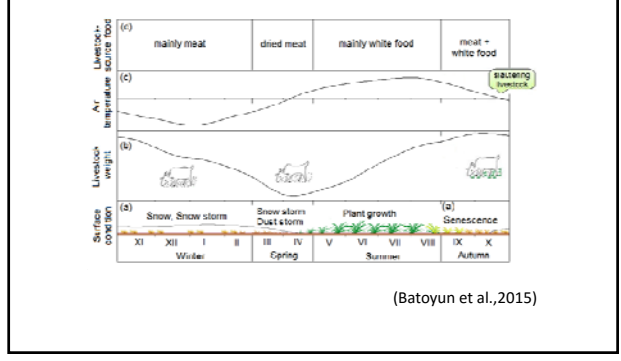 Livestock-
source food
(d)
mainly meat
dried meat
mainly white food
meat +
white food
Air
temperature
(c)
slautering
livestock
Livestock
weight
(b)
Surface
condition
(a)
Snow, Snow storm
Snow storm
Dust storm
Plant growth
(e)
Senescence
XI XII I II III IV V VI VII VIII IX X
Winter Spring Summer Autumn
(Batoyun et al.,2015)